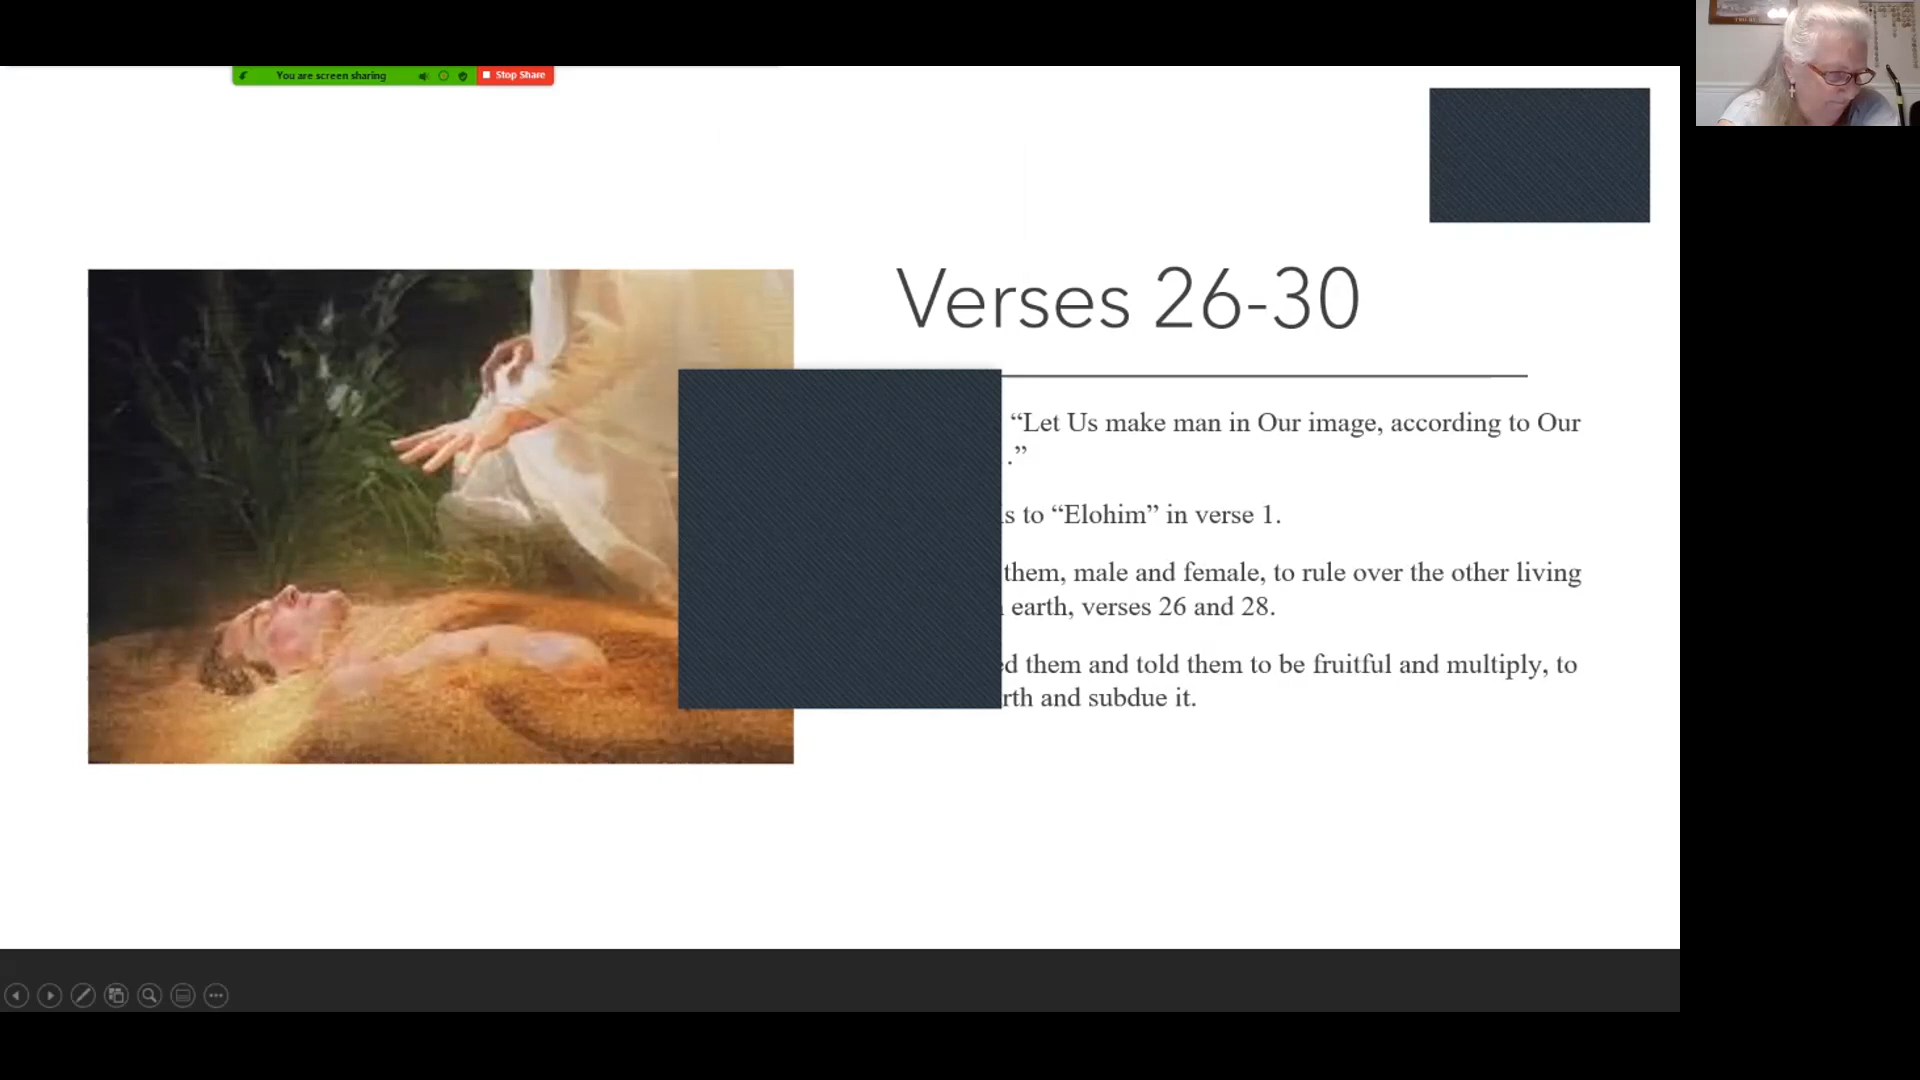 You are screen sharing
Stop Share
Verses 26-30
“Let Us make man in Our image, according to Our
.”
s to “Elohim” in verse 1.
them, male and female, to rule over the other living
earth, verses 26 and 28.
ed them and told them to be fruitful and multiply, to
rth and subdue it.